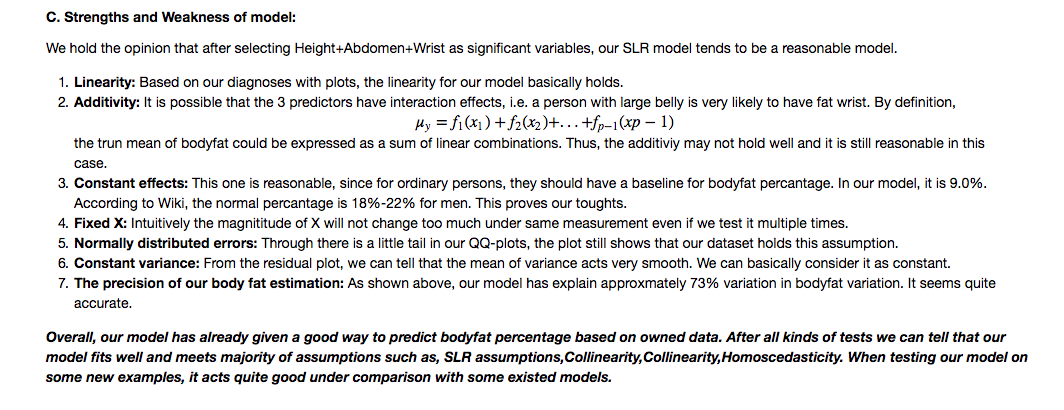 C. Strengths and Weakness of model:
We hold the opinion that after selecting Height+Abdomen+Wrist as significant variables, our SLR model tends to be a reasonable model.
1. Linearity: Based on our diagnoses with plots, the linearity for our model basically holds.
2. Additivity: It is possible that the 3 predictors have interaction effects, i.e. a person with large belly is very likely to have fat wrist. By definition,
μy = f1(x1) + f2(x2)+. . . +fp−1(xp − 1)
the trun mean of bodyfat could be expressed as a sum of linear combinations. Thus, the additiviy may not hold well and it is still reasonable in this
case.
3. Constant effects: This one is reasonable, since for ordinary persons, they should have a baseline for bodyfat percantage. In our model, it is 9.0%.
According to Wiki, the normal percantage is 18%-22% for men. This proves our toughts.
4. Fixed X: Intuitively the magnititude of X will not change too much under same measurement even if we test it multiple times.
5. Normally distributed errors: Through there is a little tail in our QQ-plots, the plot still shows that our dataset holds this assumption.
6. Constant variance: From the residual plot, we can tell that the mean of variance acts very smooth. We can basically consider it as constant.
7. The precision of our body fat estimation: As shown above, our model has explain approxmately 73% variation in bodyfat variation. It seems quite
accurate.
Overall, our model has already given a good way to predict bodyfat percentage based on owned data. After all kinds of tests we can tell that our
model fits well and meets majority of assumptions such as, SLR assumptions,Collinearity,Collinearity,Homoscedasticity. When testing our model on
some new examples, it acts quite good under comparison with some existed models.